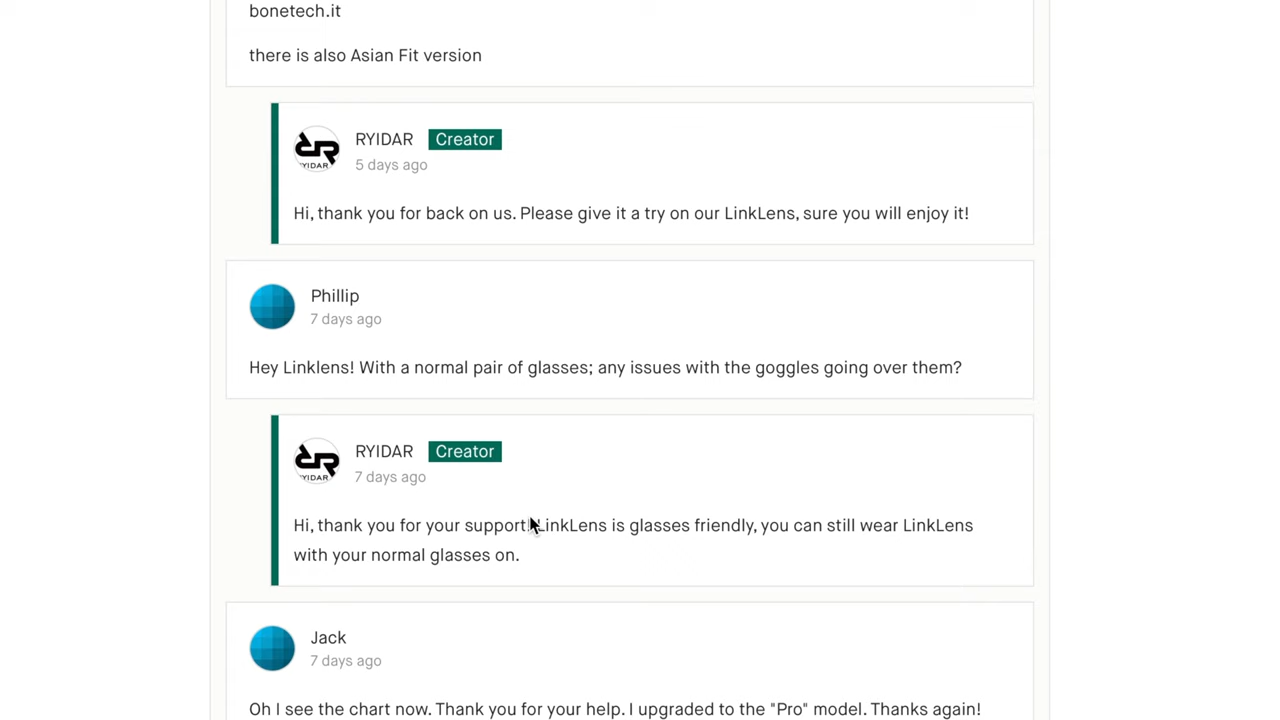 bonetech.it
there is also Asian Fit version
RYIDAR Creator
5 days ago
RYIDAR
Hi, thank you for back on us. Please give it a try on our LinkLens, sure you will enjoy it!
Phillip
7 days ago
Hey Linklens! With a normal pair of glasses; any issues with the goggles going over them?
RYIDAR Creator
7 days ago
RYIDAR
Hi, thank you for your support! LinkLens is glasses friendly, you can still wear LinkLens
with your normal glasses on.
Jack
7 days ago
Oh I see the chart now. Thank you for your help. I upgraded to the "Pro" model. Thanks again!